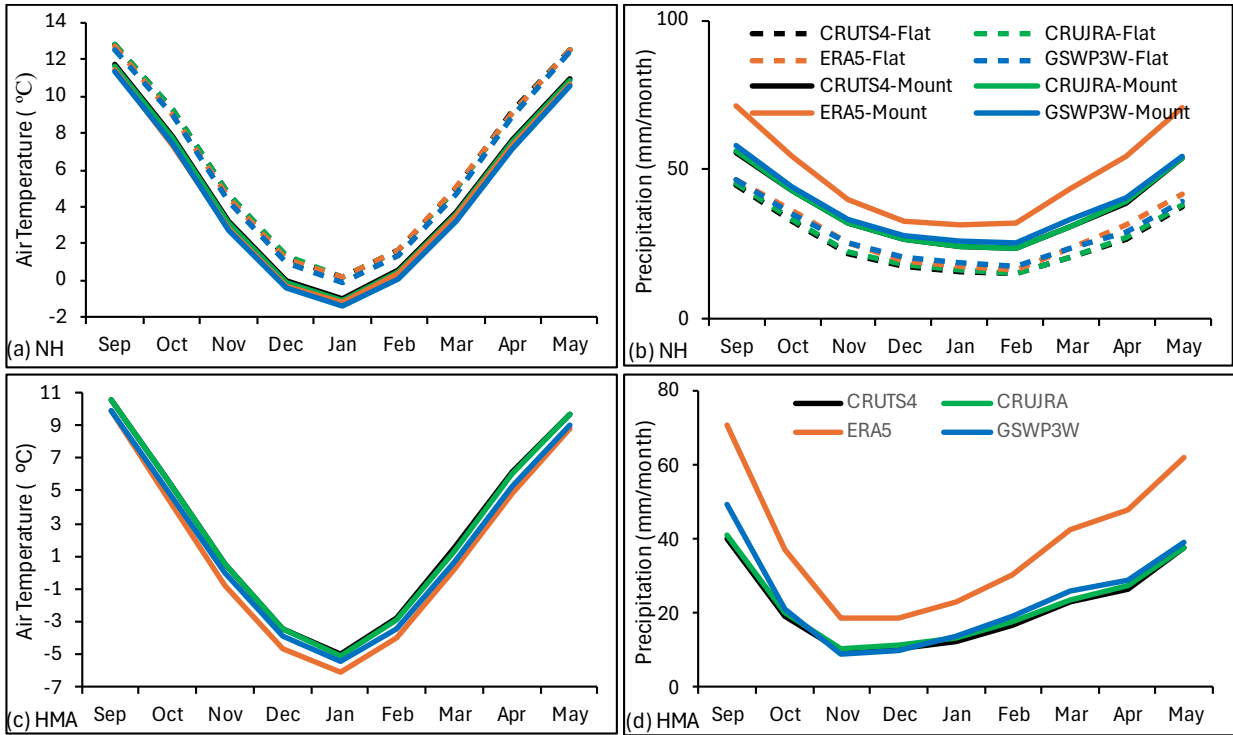 Air Temperature ( ℃)
14
12
10
8
6
4
2
0
-2
Sep Oct Nov Dec Jan Feb Mar Apr May
(a) NH
Precipitation (mm/month)
100
50
0
CRUTS4-Flat CRUJRA-Flat
ERA5-Flat GSWP3W-Flat
CRUTS4-Mount CRUJRA-Mount
ERA5-Mount GSWP3W-Mount
Sep Oct Nov Dec Jan Feb Mar Apr May
(b) NH
Air Temperature ( ºC)
11
9
7
5
3
1
-1
-3
-5
-7
Sep Oct Nov Dec Jan Feb Mar Apr May
(c) HMA
Precipitation (mm/month)
80
60
40
20
0
CRUTS4 CRUJRA
ERA5 GSWP3W
Sep Oct Nov Dec Jan Feb Mar Apr May
(d) HMA